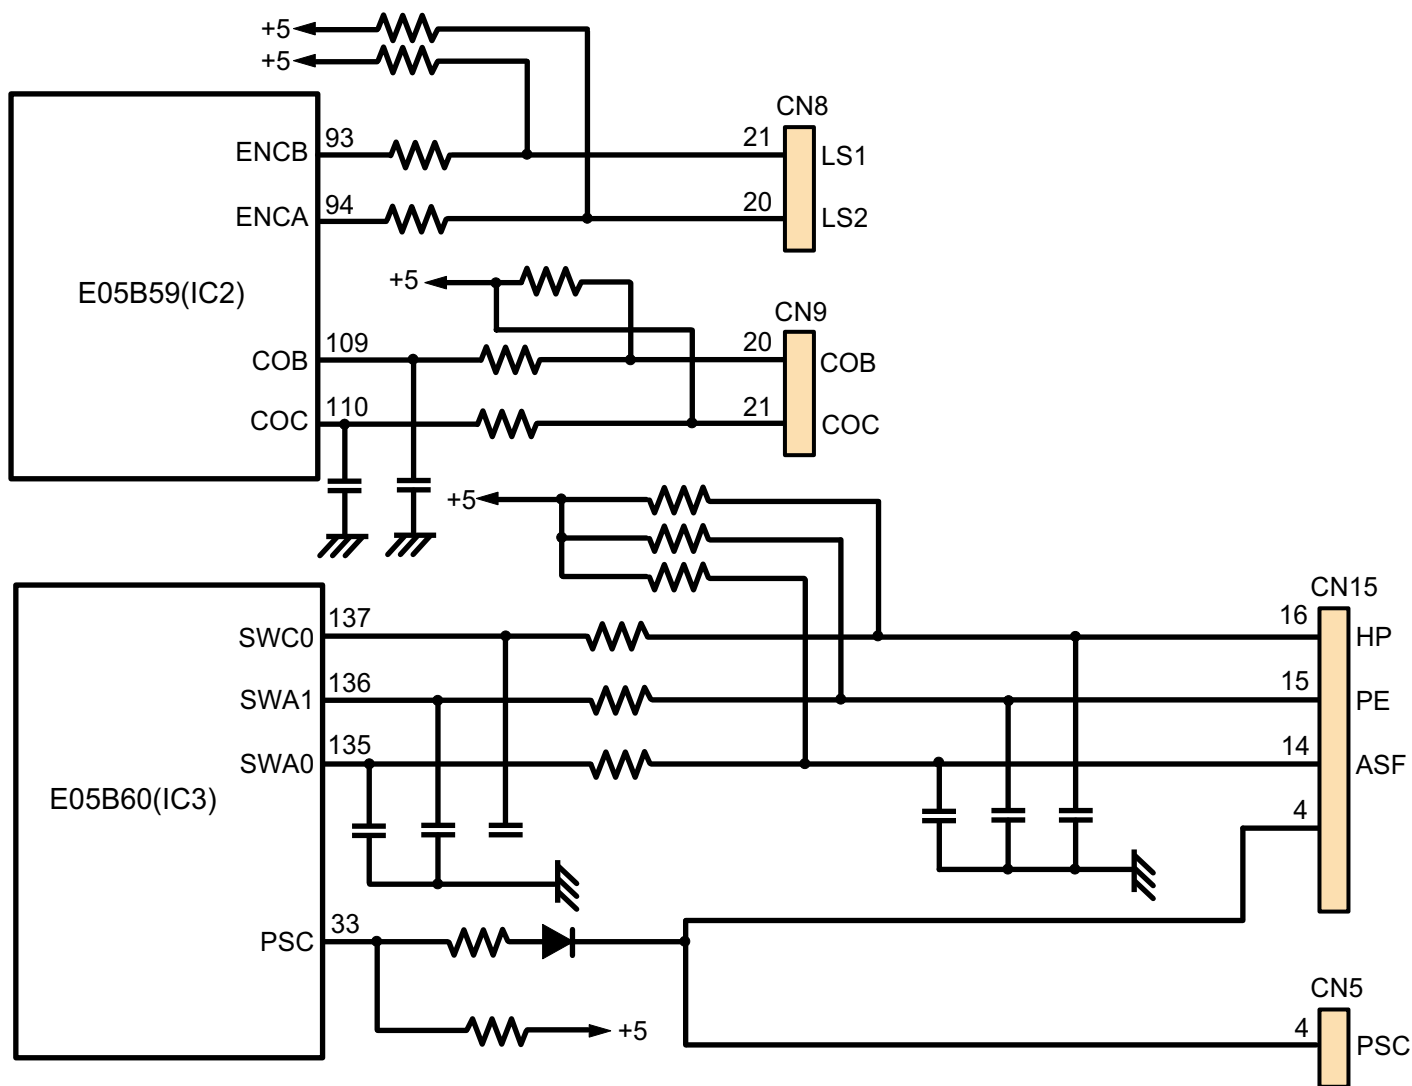 +5
+5
CN8
93
21
ENCB
LS1
94
20
ENCA
LS2
+5
E05B59(IC2)
CN9
109
20
COB
COB
110
21
COC
COC
+5
CN15
137
16
SWC0
HP
136
15
SWA1
PE
135
14
SWA0
ASF
E05B60(IC3)
4
33
PSC
CN5
+5
4
PSC